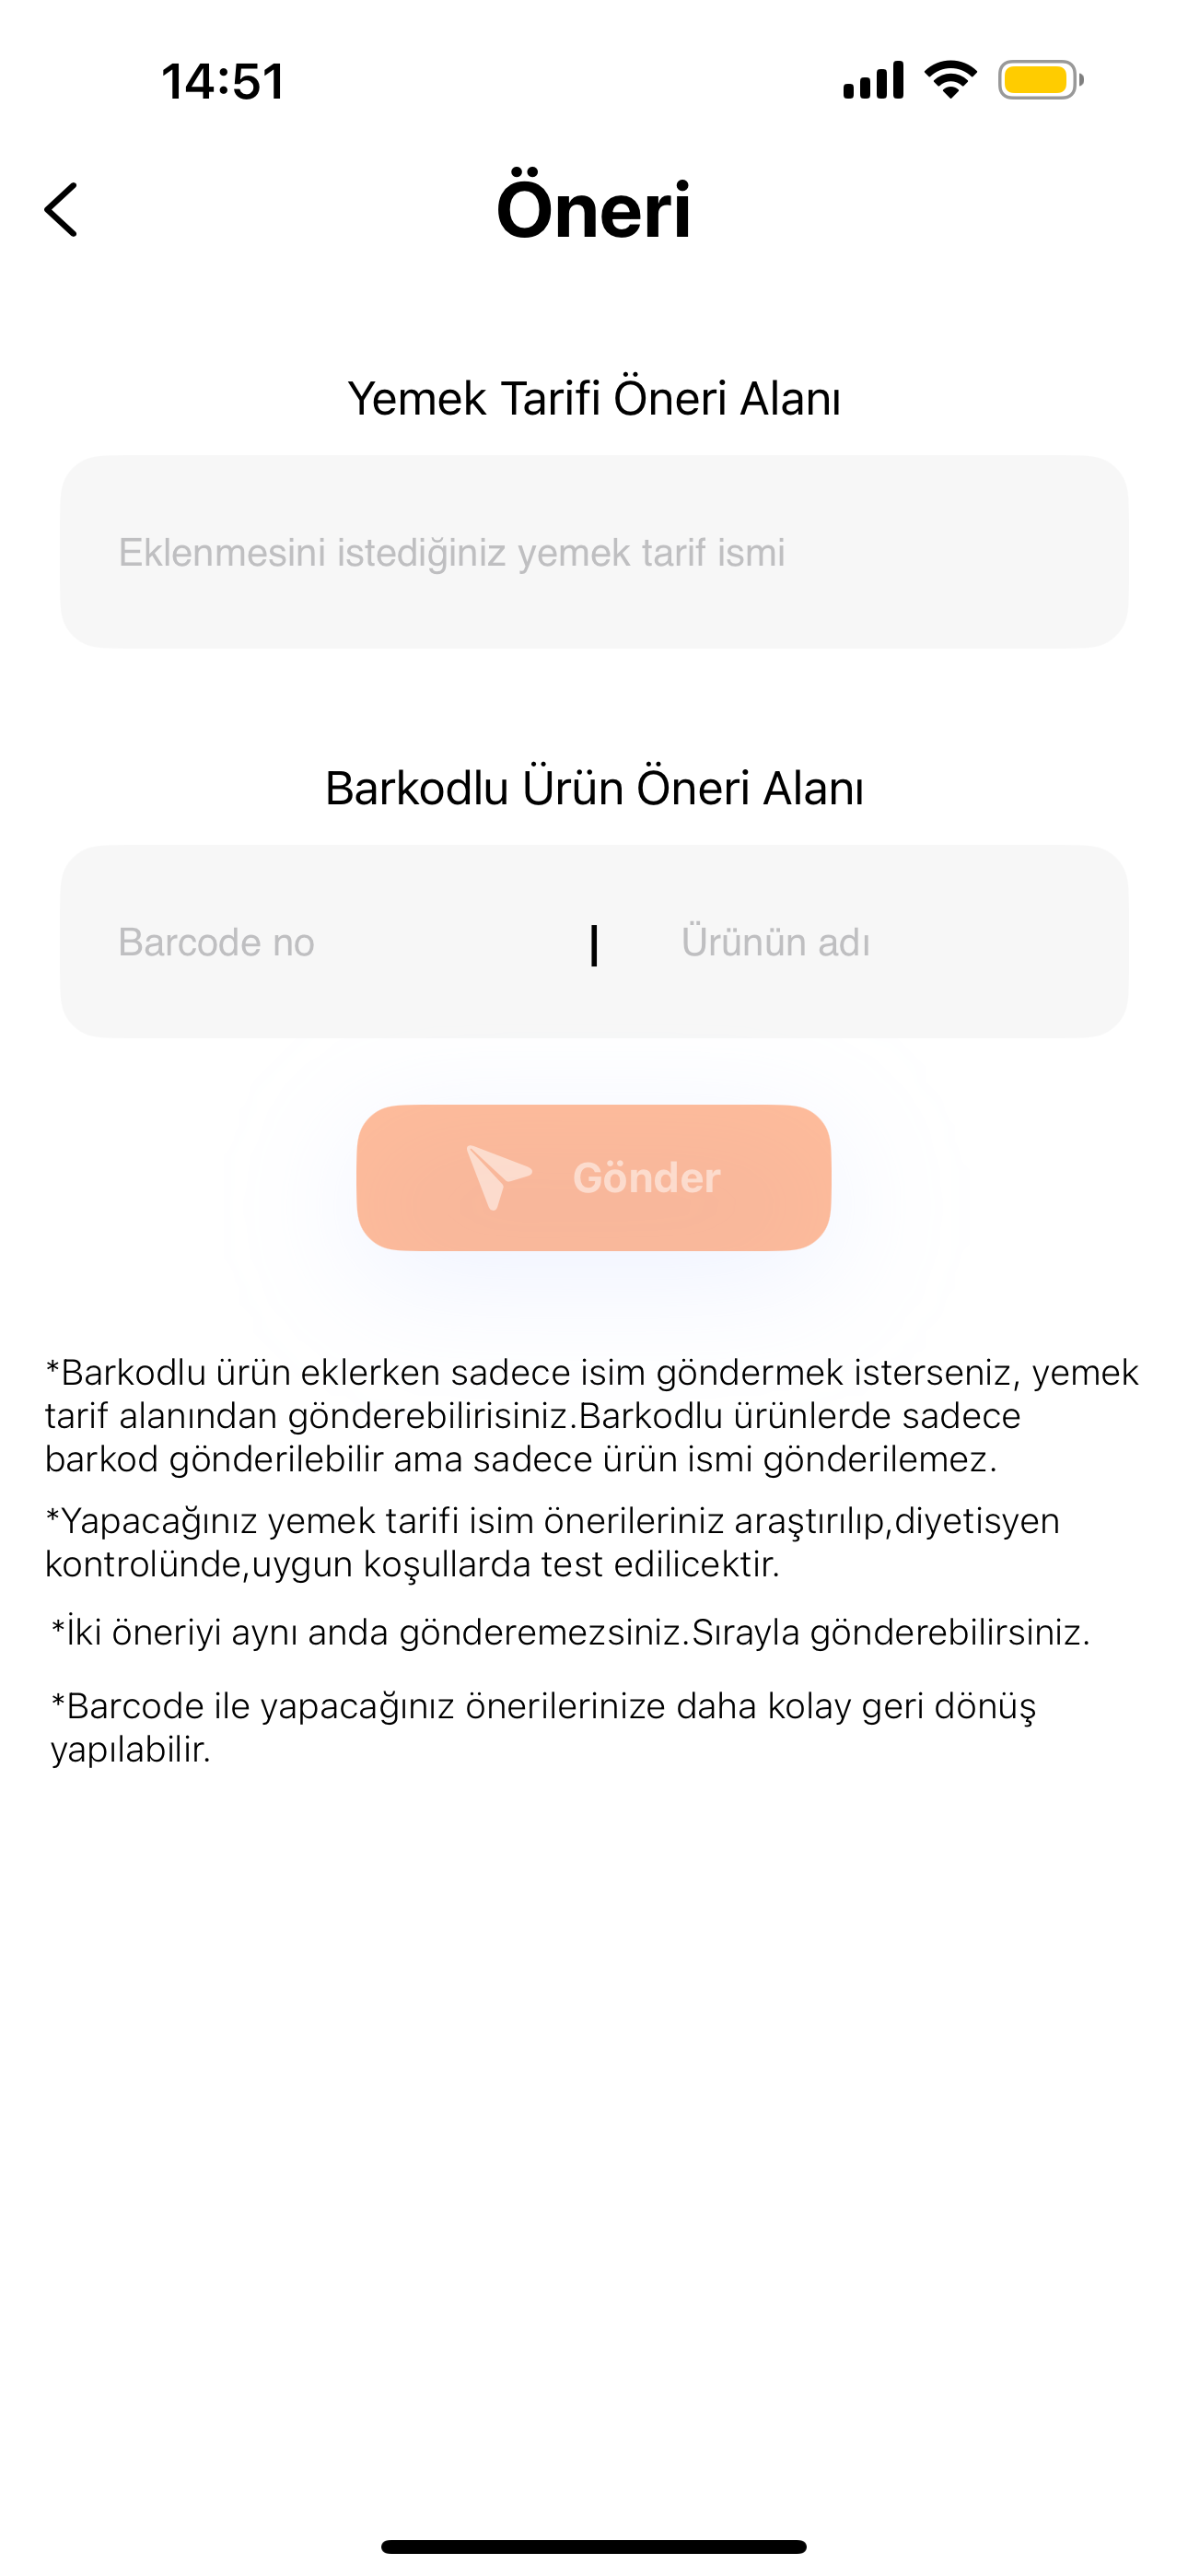 14:51
Öneri
Yemek Tarifi Öneri Alanı
Eklenmesini istediğiniz yemek tarif ismi
Barkodlu Ürün Öneri Alanı
Barcode no | Ürünün adı
Gönder
*Barkodlu ürün eklerken sadece isim göndermek isterseniz, yemek
tarif alanından gönderebilirisiniz.Barkodlu ürünlerde sadece
barkod gönderilebilir ama sadece ürün ismi gönderilemez.
*Yapacağınız yemek tarifi isim önerileriniz araştırılıp,diyetisyen
kontrolünde,uygun koşullarda test edilicektir.
*İki öneriyi aynı anda gönderemezsiniz.Sırayla gönderebilirsiniz.
*Barcode ile yapacağınız önerilerinize daha kolay geri dönüş
yapılabilir.